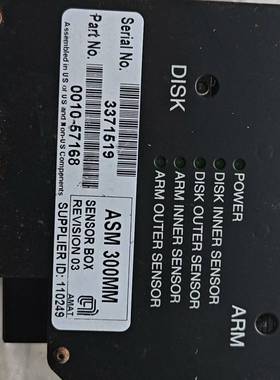 ASM 300MM
SENSOR BOX
REVISION 03
SUPPLIER ID: 110249
AMAT
Serial No.
3371519
Part No.
0010-57168
Assembled in US or US and Non-US Components
DISK
ARM
POWER
DISK INNER SENSOR
DISK OUTER SENSOR
ARM INNER SENSOR
ARM OUTER SENSOR